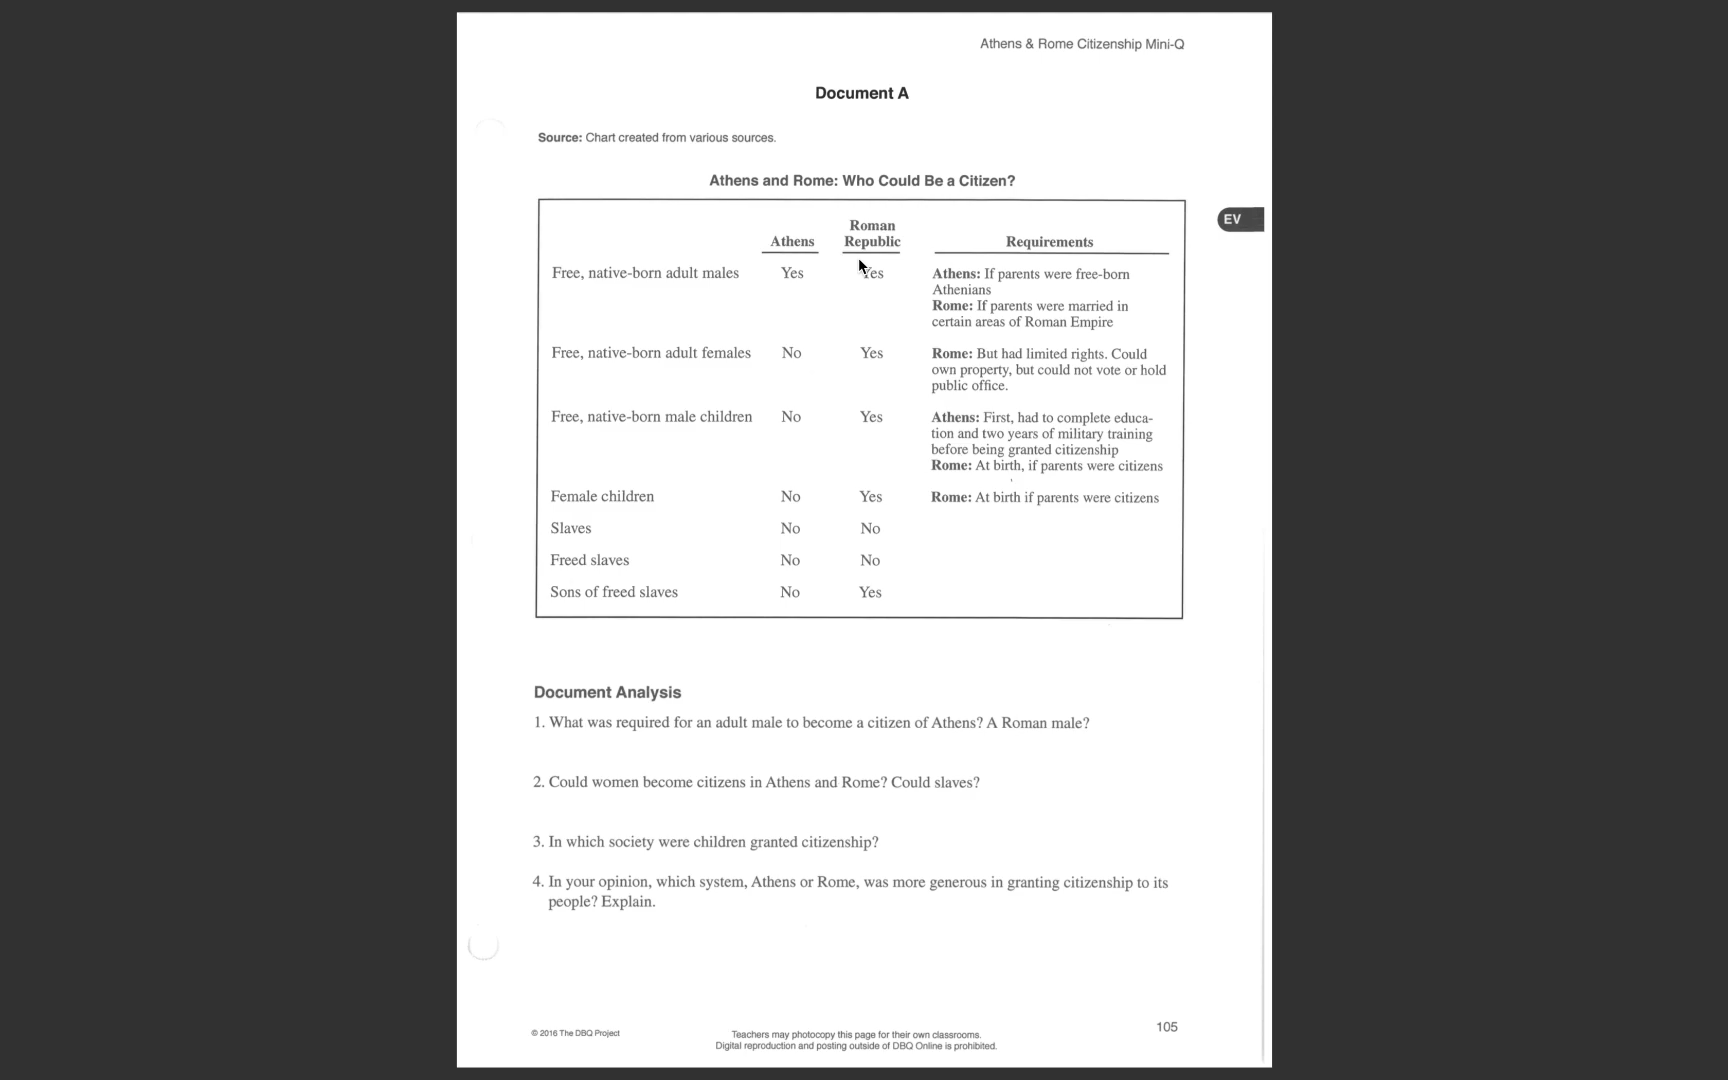 Athens & Rome Citizenship Mini-Q
Document A
Source: Chart created from various sources.
Athens and Rome: Who Could Be a Citizen?
EV
Athens Roman Republic Requirements
Free, native-born adult males Yes Yes Athens: If parents were free-born
Athenians
Rome: If parents were married in
certain areas of Roman Empire
Free, native-born adult females No Yes Rome: But had limited rights. Could
own property, but could not vote or hold
public office.
Free, native-born male children No Yes Athens: First, had to complete educa-
tion and two years of military training
before being granted citizenship
Rome: At birth, if parents were citizens
Female children No Yes Rome: At birth if parents were citizens
Slaves No No
Freed slaves No No
Sons of freed slaves No Yes
Document Analysis
1. What was required for an adult male to become a citizen of Athens? A Roman male?
2. Could women become citizens in Athens and Rome? Could slaves?
3. In which society were children granted citizenship?
4. In your opinion, which system, Athens or Rome, was more generous in granting citizenship to its
people? Explain.
105
© 2016 The DBQ Project
Teachers may photocopy this page for their own classrooms.
Digital reproduction and posting outside of DBQ Online is prohibited.